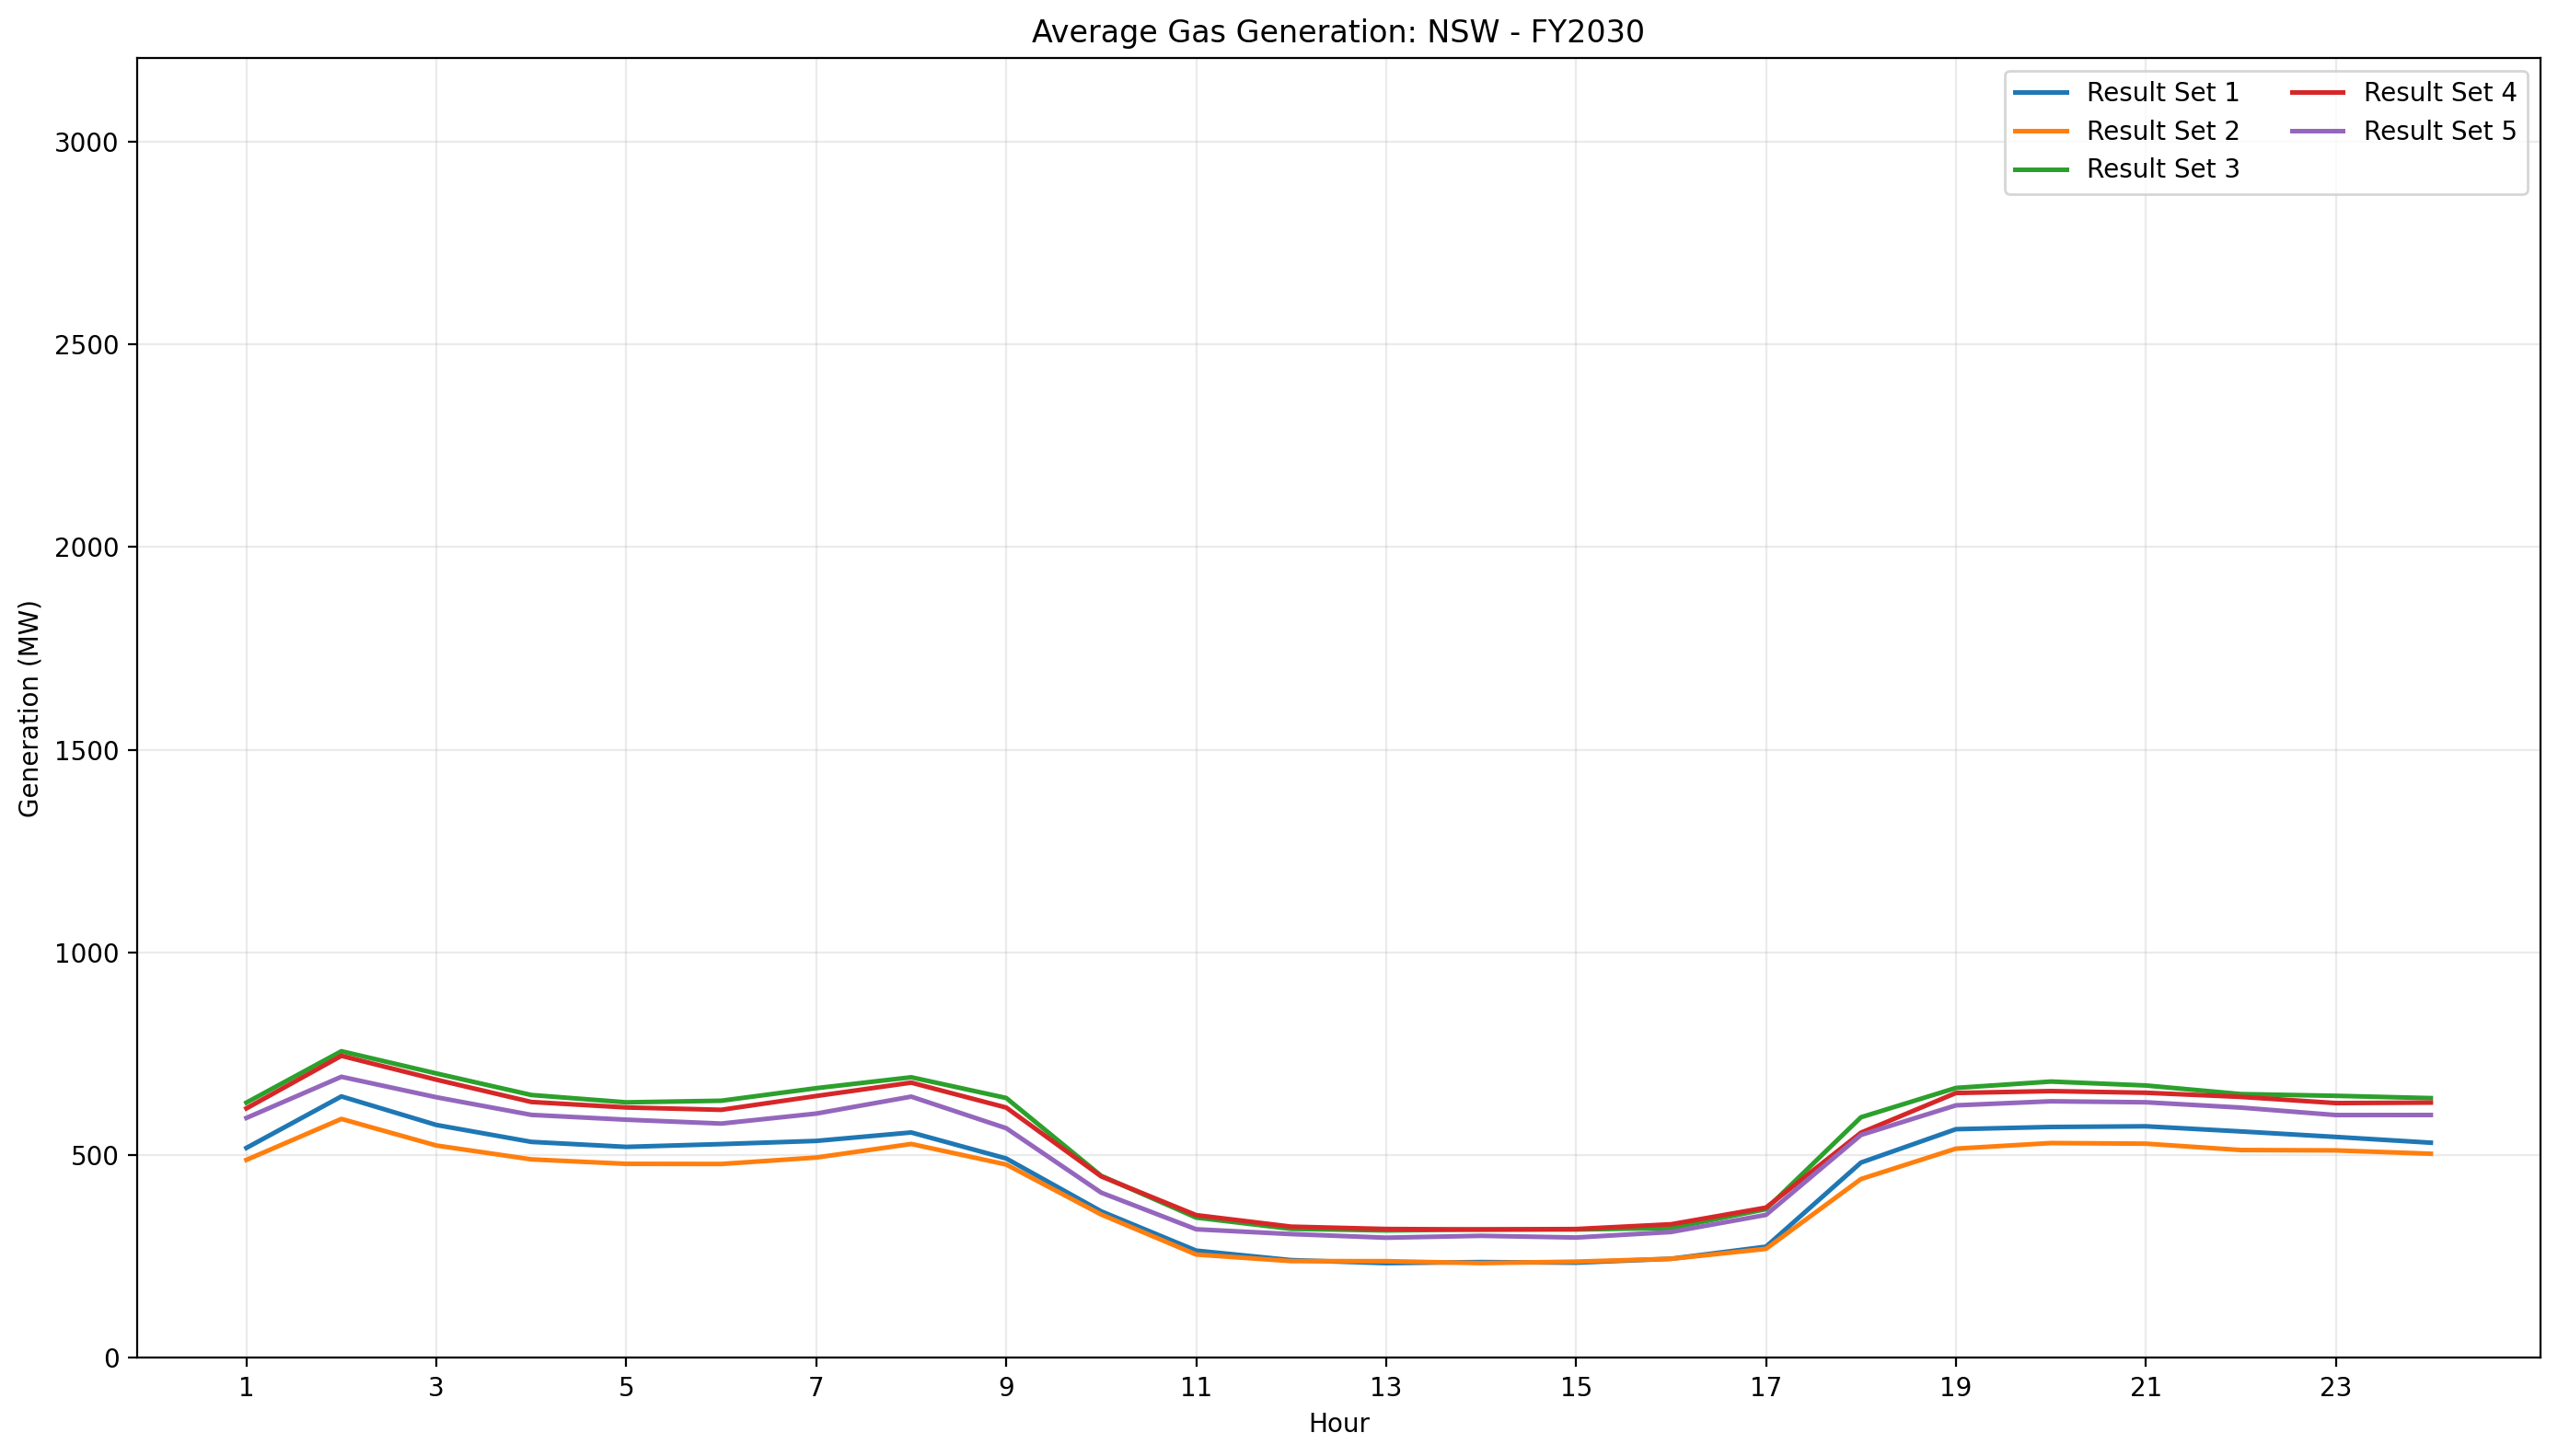 Average Gas Generation: NSW - FY2030
Result Set 1
Result Set 2
Result Set 3
Result Set 4
Result Set 5
Generation (MW)
3000
2500
2000
1500
1000
500
0
1 3 5 7 9 11 13 15 17 19 21 23
Hour